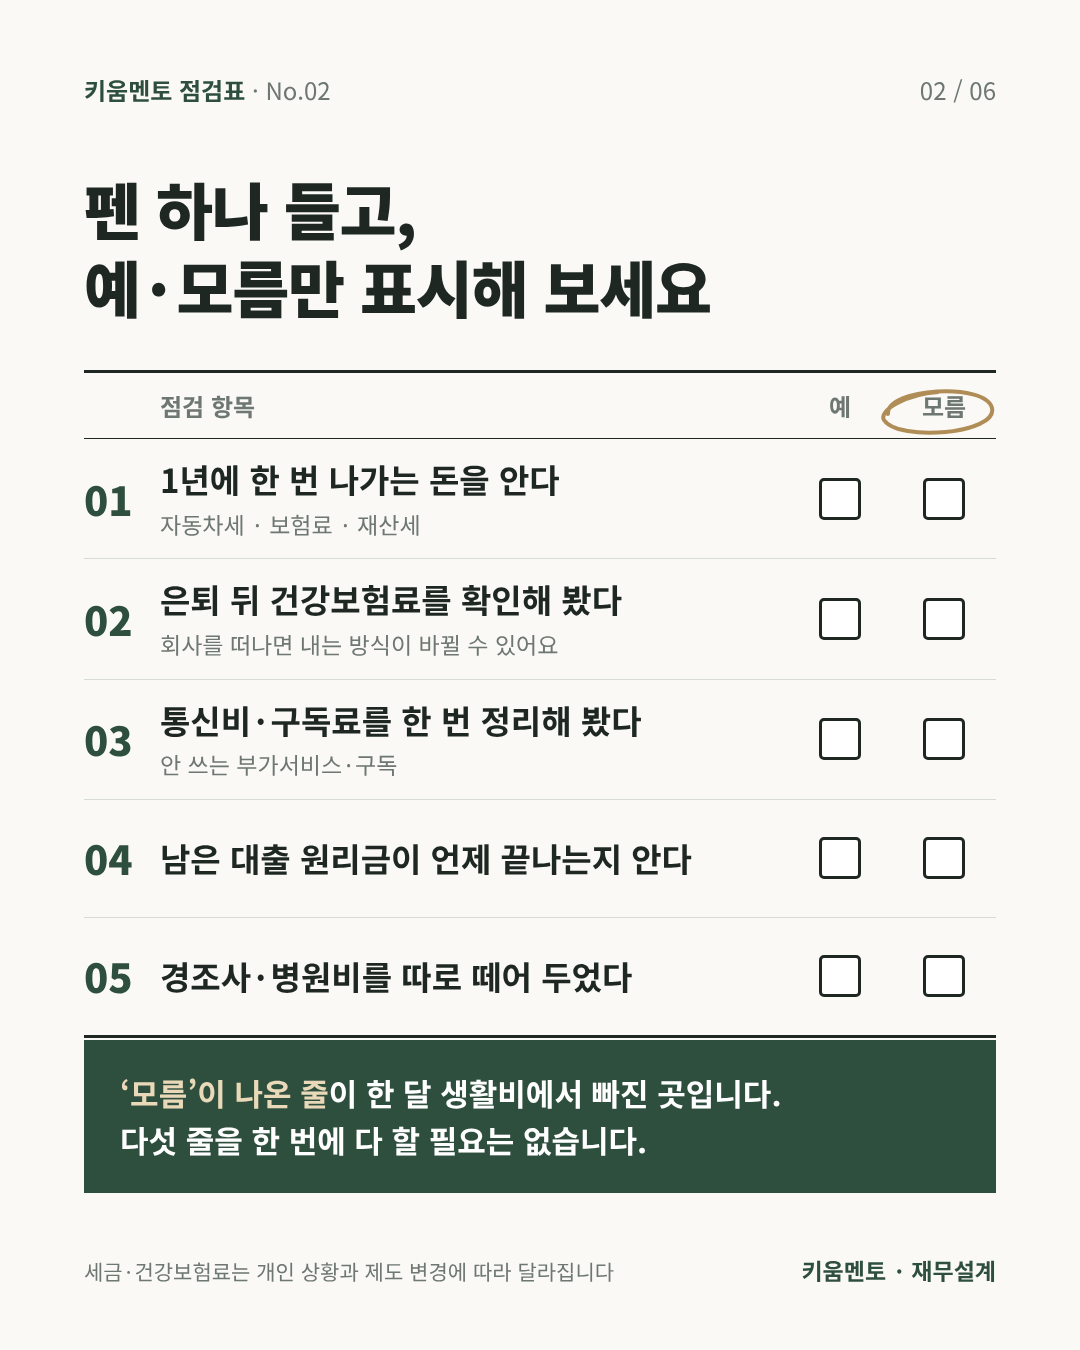 키움멘토 점검표 · No.02
02 / 06
펜 하나 들고,
예·모름만 표시해 보세요
점검 항목 예 모름
01 1년에 한 번 나가는 돈을 안다
자동차세 · 보험료 · 재산세
02 은퇴 뒤 건강보험료를 확인해 봤다
회사를 떠나면 내는 방식이 바뀔 수 있어요
03 통신비·구독료를 한 번 정리해 봤다
안 쓰는 부가서비스·구독
04 남은 대출 원리금이 언제 끝나는지 안다
05 경조사·병원비를 따로 떼어 두었다
‘모름’이 나온 줄이 한 달 생활비에서 빠진 곳입니다.
다섯 줄을 한 번에 다 할 필요는 없습니다.
세금·건강보험료는 개인 상황과 제도 변경에 따라 달라집니다
키움멘토 · 재무설계